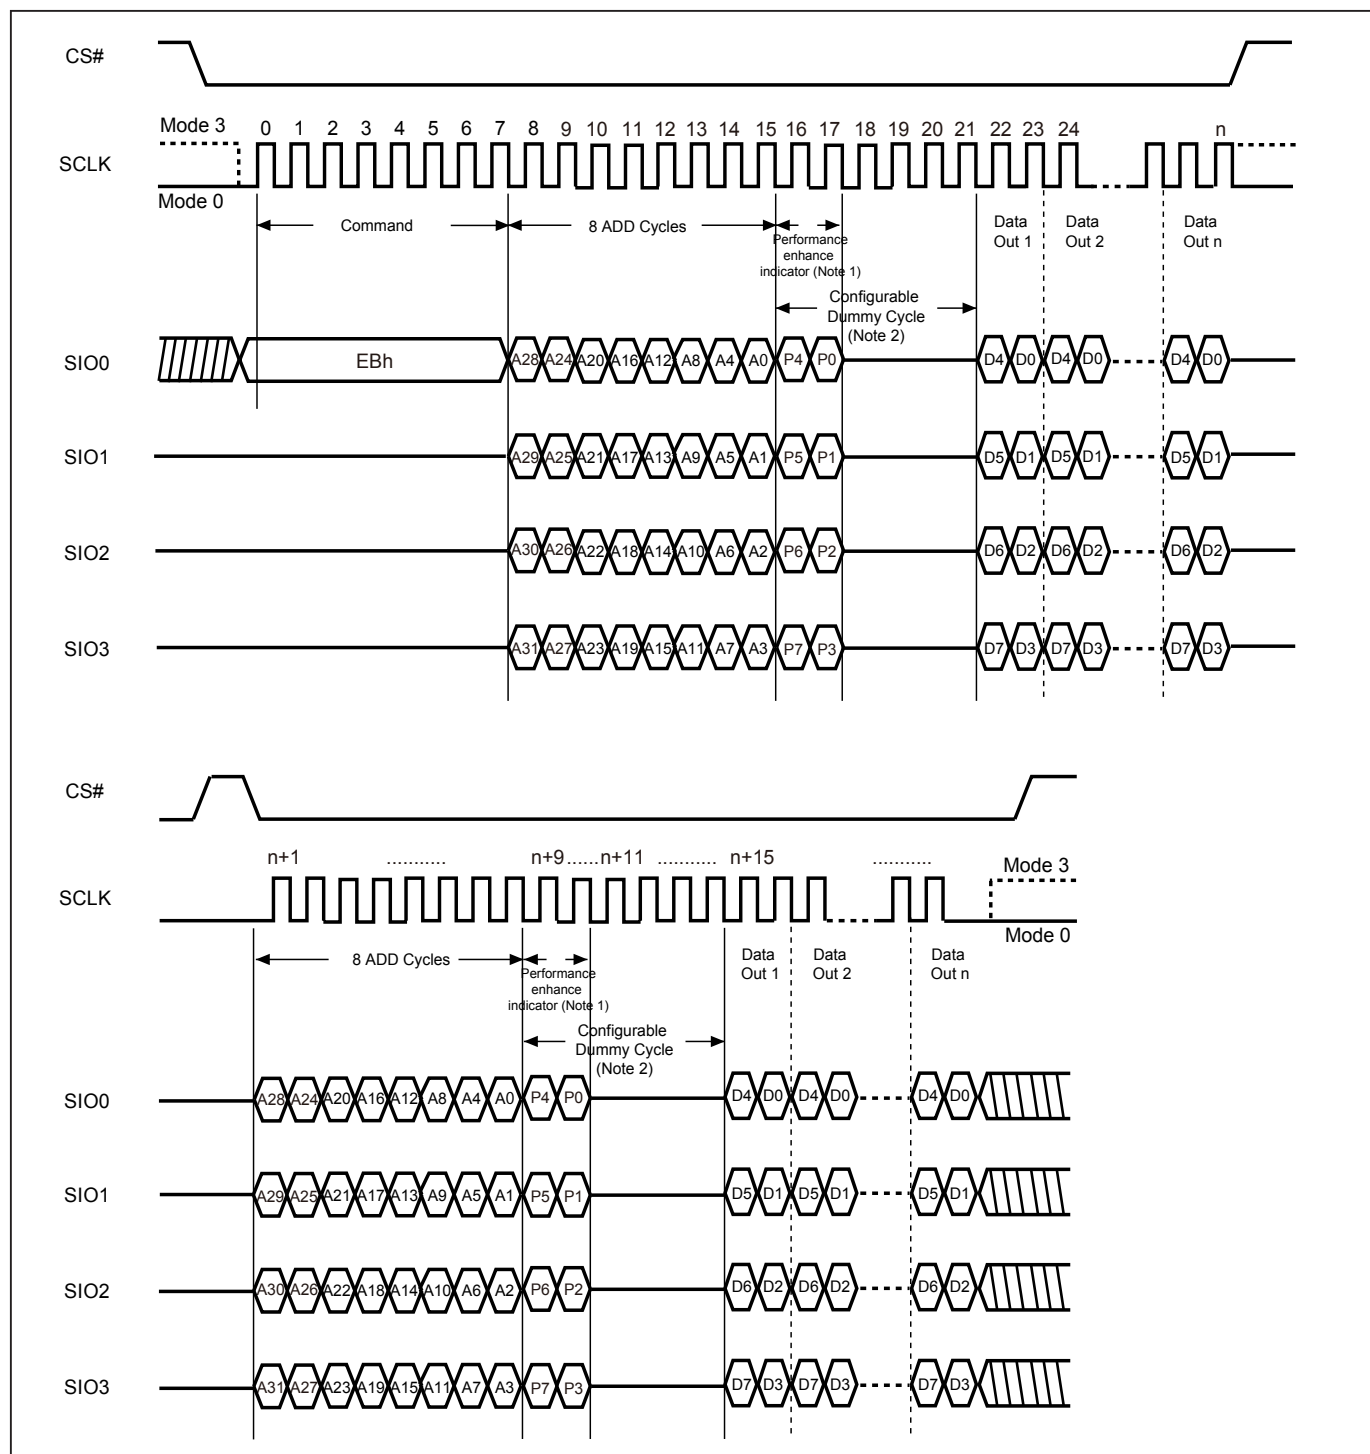 CS#
Mode 3
0 1 2 3 4 5 6 7 8 9 10 11 12 13 14 15 16 17 18 19 20 21 22 23 24 n
SCLK
Mode 0
Command
8 ADD Cycles
Performance
enhance
indicator (Note 1)
Data
Out 1
Data
Out 2
Data
Out n
Configurable
Dummy Cycle
(Note 2)
SIO0 EBh A28 A24 A20 A16 A12 A8 A4 A0 P4 P0 D4 D0 D4 D0 D4 D0
SIO1 A29 A25 A21 A17 A13 A9 A5 A1 P5 P1 D5 D1 D5 D1 D5 D1
SIO2 A30 A26 A22 A18 A14 A10 A6 A2 P6 P2 D6 D2 D6 D2 D6 D2
SIO3 A31 A27 A23 A19 A15 A11 A7 A3 P7 P3 D7 D3 D7 D3 D7 D3
CS#
n+1 ........... n+9......n+11 ........... n+15 ...........
Mode 3
SCLK
Mode 0
8 ADD Cycles
Performance
enhance
indicator (Note 1)
Data
Out 1
Data
Out 2
Data
Out n
Configurable
Dummy Cycle
(Note 2)
SIO0 A28 A24 A20 A16 A12 A8 A4 A0 P4 P0 D4 D0 D4 D0 D4 D0
SIO1 A29 A25 A21 A17 A13 A9 A5 A1 P5 P1 D5 D1 D5 D1 D5 D1
SIO2 A30 A26 A22 A18 A14 A10 A6 A2 P6 P2 D6 D2 D6 D2 D6 D2
SIO3 A31 A27 A23 A19 A15 A11 A7 A3 P7 P3 D7 D3 D7 D3 D7 D3